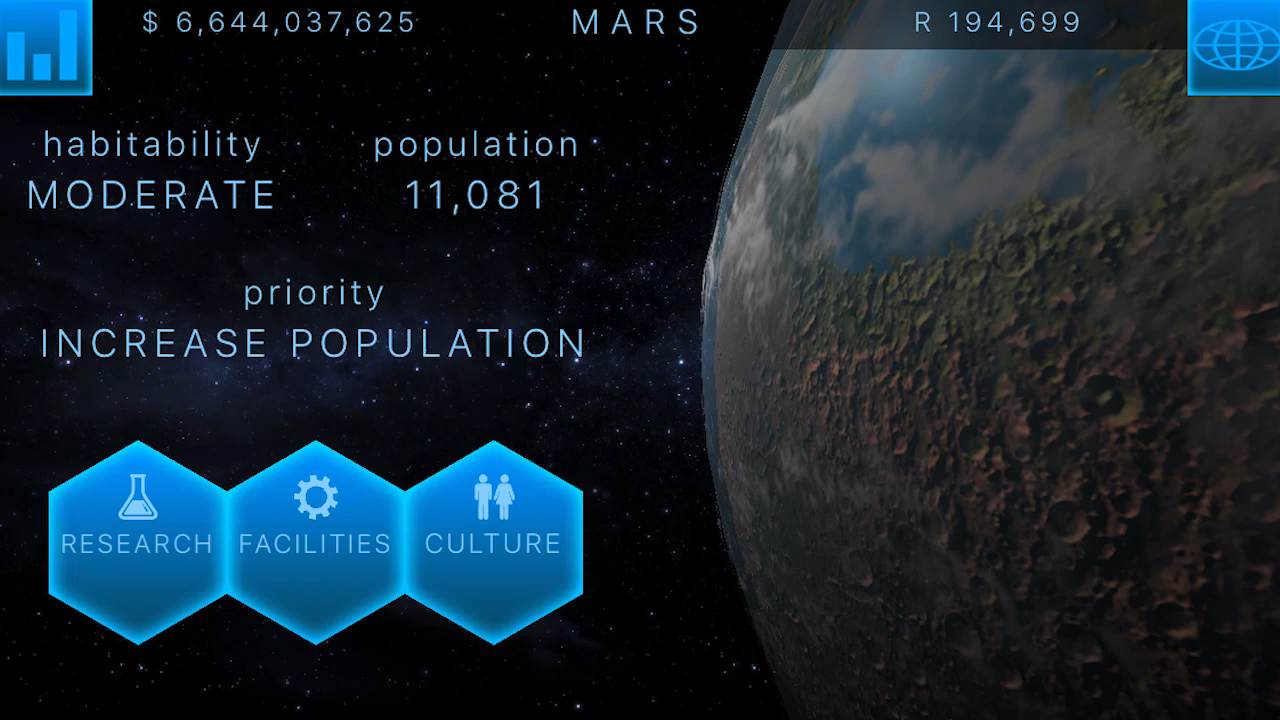 $ 6,644,037,625
MARS
R 194,699
habitability
population
MODERATE
11,081
priority
INCREASE POPULATION
RESEARCH
FACILITIES
CULTURE